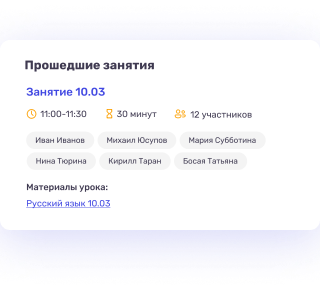 Прошедшие занятия
Занятие 10.03
11:00-11:30 30 минут 12 участников
Иван Иванов Михаил Юсупов Мария Субботина
Нина Тюрина Кирилл Таран Босая Татьяна
Материалы урока:
Русский язык 10.03